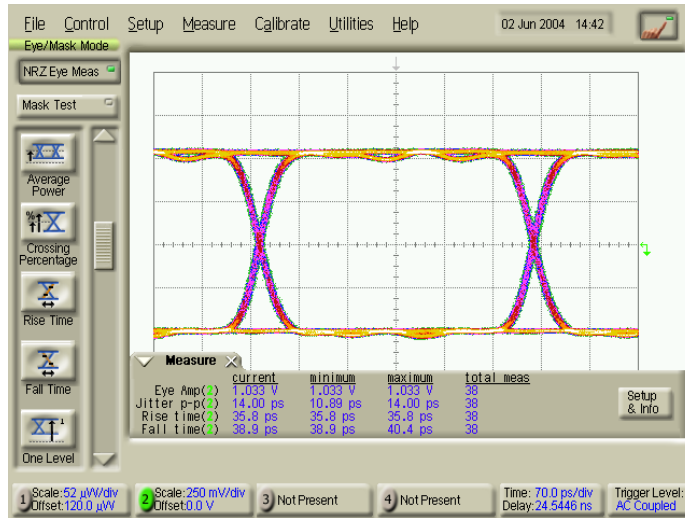 File Control Setup Measure Calibrate Utilities Help 02 Jun 2004 14:42
Eye/Mask Mode
NRZ Eye Meas
Mask Test
Average
Power
Crossing
Percentage
Rise Time
Fall Time
One Level
Measure
current minimum maximum total meas
Eye Amp(2) 1.033 V 1.033 V 1.033 V 38
Jitter p-p(2) 14.00 ps 10.89 ps 14.00 ps 38
Rise time(2) 35.8 ps 35.8 ps 35.8 ps 38
Fall time(2) 38.9 ps 38.9 ps 40.4 ps 38
Setup
& Info
1 Scale:52 µW/div
Offset:120.0 µW
2 Scale:250 mV/div
Offset:0.0 V
3 Not Present
4 Not Present
Time: 70.0 ps/div
Delay:24.5446 ns
Trigger Level:
AC Coupled